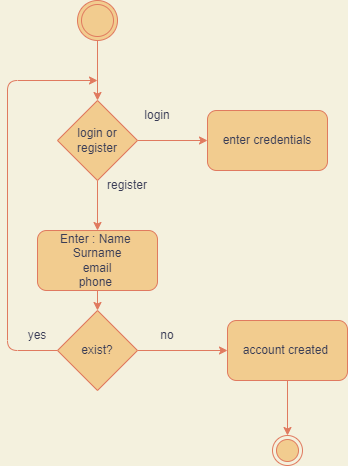 login
login or
register
enter credentials
register
Enter : Name
Surname
email
phone
yes
exist?
no
account created